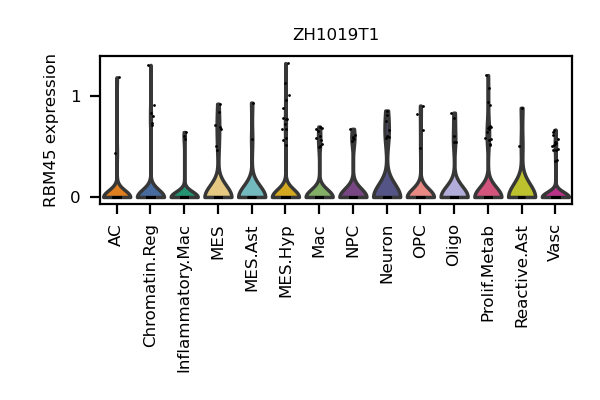 ZH1019T1
RBM45 expression
1
0
AC
Chromatin.Reg
Inflammatory.Mac
MES
MES.Ast
MES.Hyp
Mac
NPC
Neuron
OPC
Oligo
Prolif.Metab
Reactive.Ast
Vasc